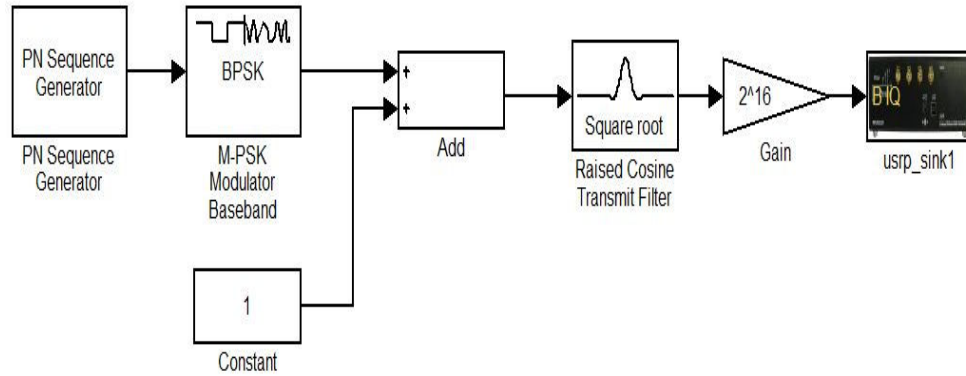 PN Sequence
Generator
PN Sequence
Generator
BPSK
M-PSK
Modulator
Baseband
1
Constant
+
+
Add
Square root
Raised Cosine
Transmit Filter
2^16
Gain
usrp_sink1